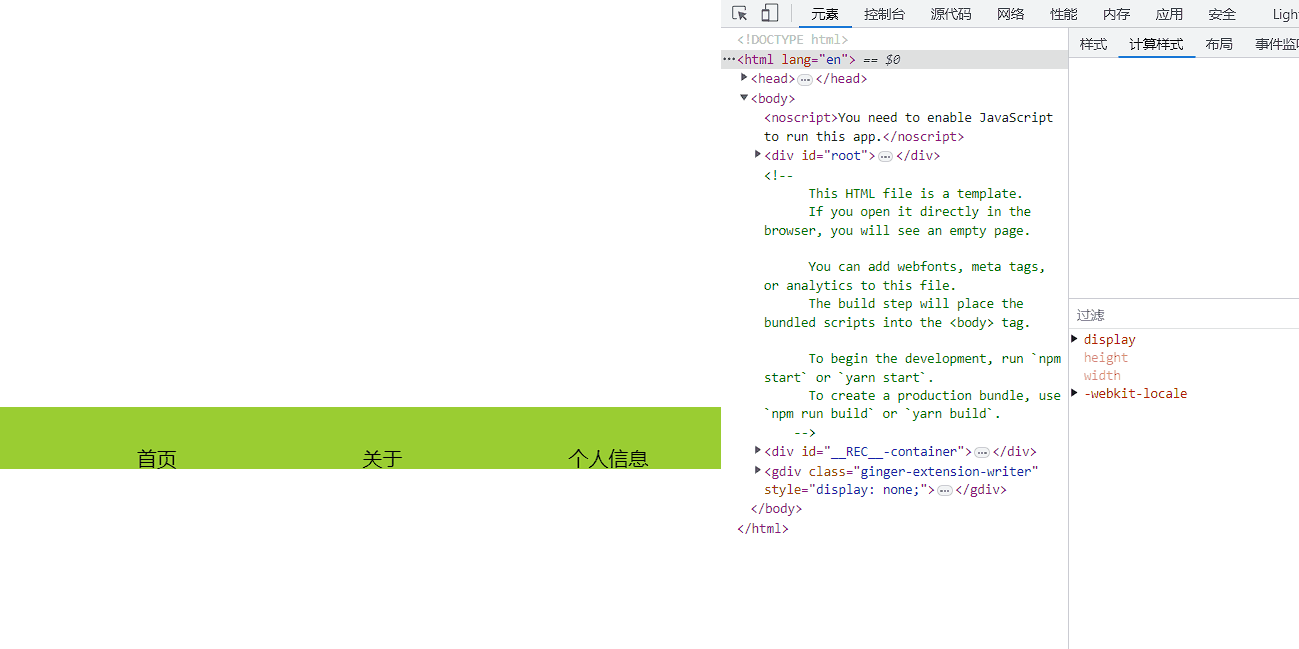 首页 关于 个人信息
元素 控制台 源代码 网络 性能 内存 应用 安全 Ligh
<!DOCTYPE html>
···<html lang="en"> == $0
▶<head>···</head>
▼<body>
<noscript>You need to enable JavaScript
to run this app.</noscript>
▶<div id="root">···</div>
<!--
This HTML file is a template.
If you open it directly in the
browser, you will see an empty page.
You can add webfonts, meta tags,
or analytics to this file.
The build step will place the
bundled scripts into the <body> tag.
To begin the development, run `npm
start` or `yarn start`.
To create a production bundle, use
`npm run build` or `yarn build`.
-->
▶<div id="__REC__-container">···</div>
▶<gdiv class="ginger-extension-writer"
style="display: none;">···</gdiv>
</body>
</html>
样式 计算样式 布局 事件监
过滤
▶ display
height
width
▶ -webkit-locale